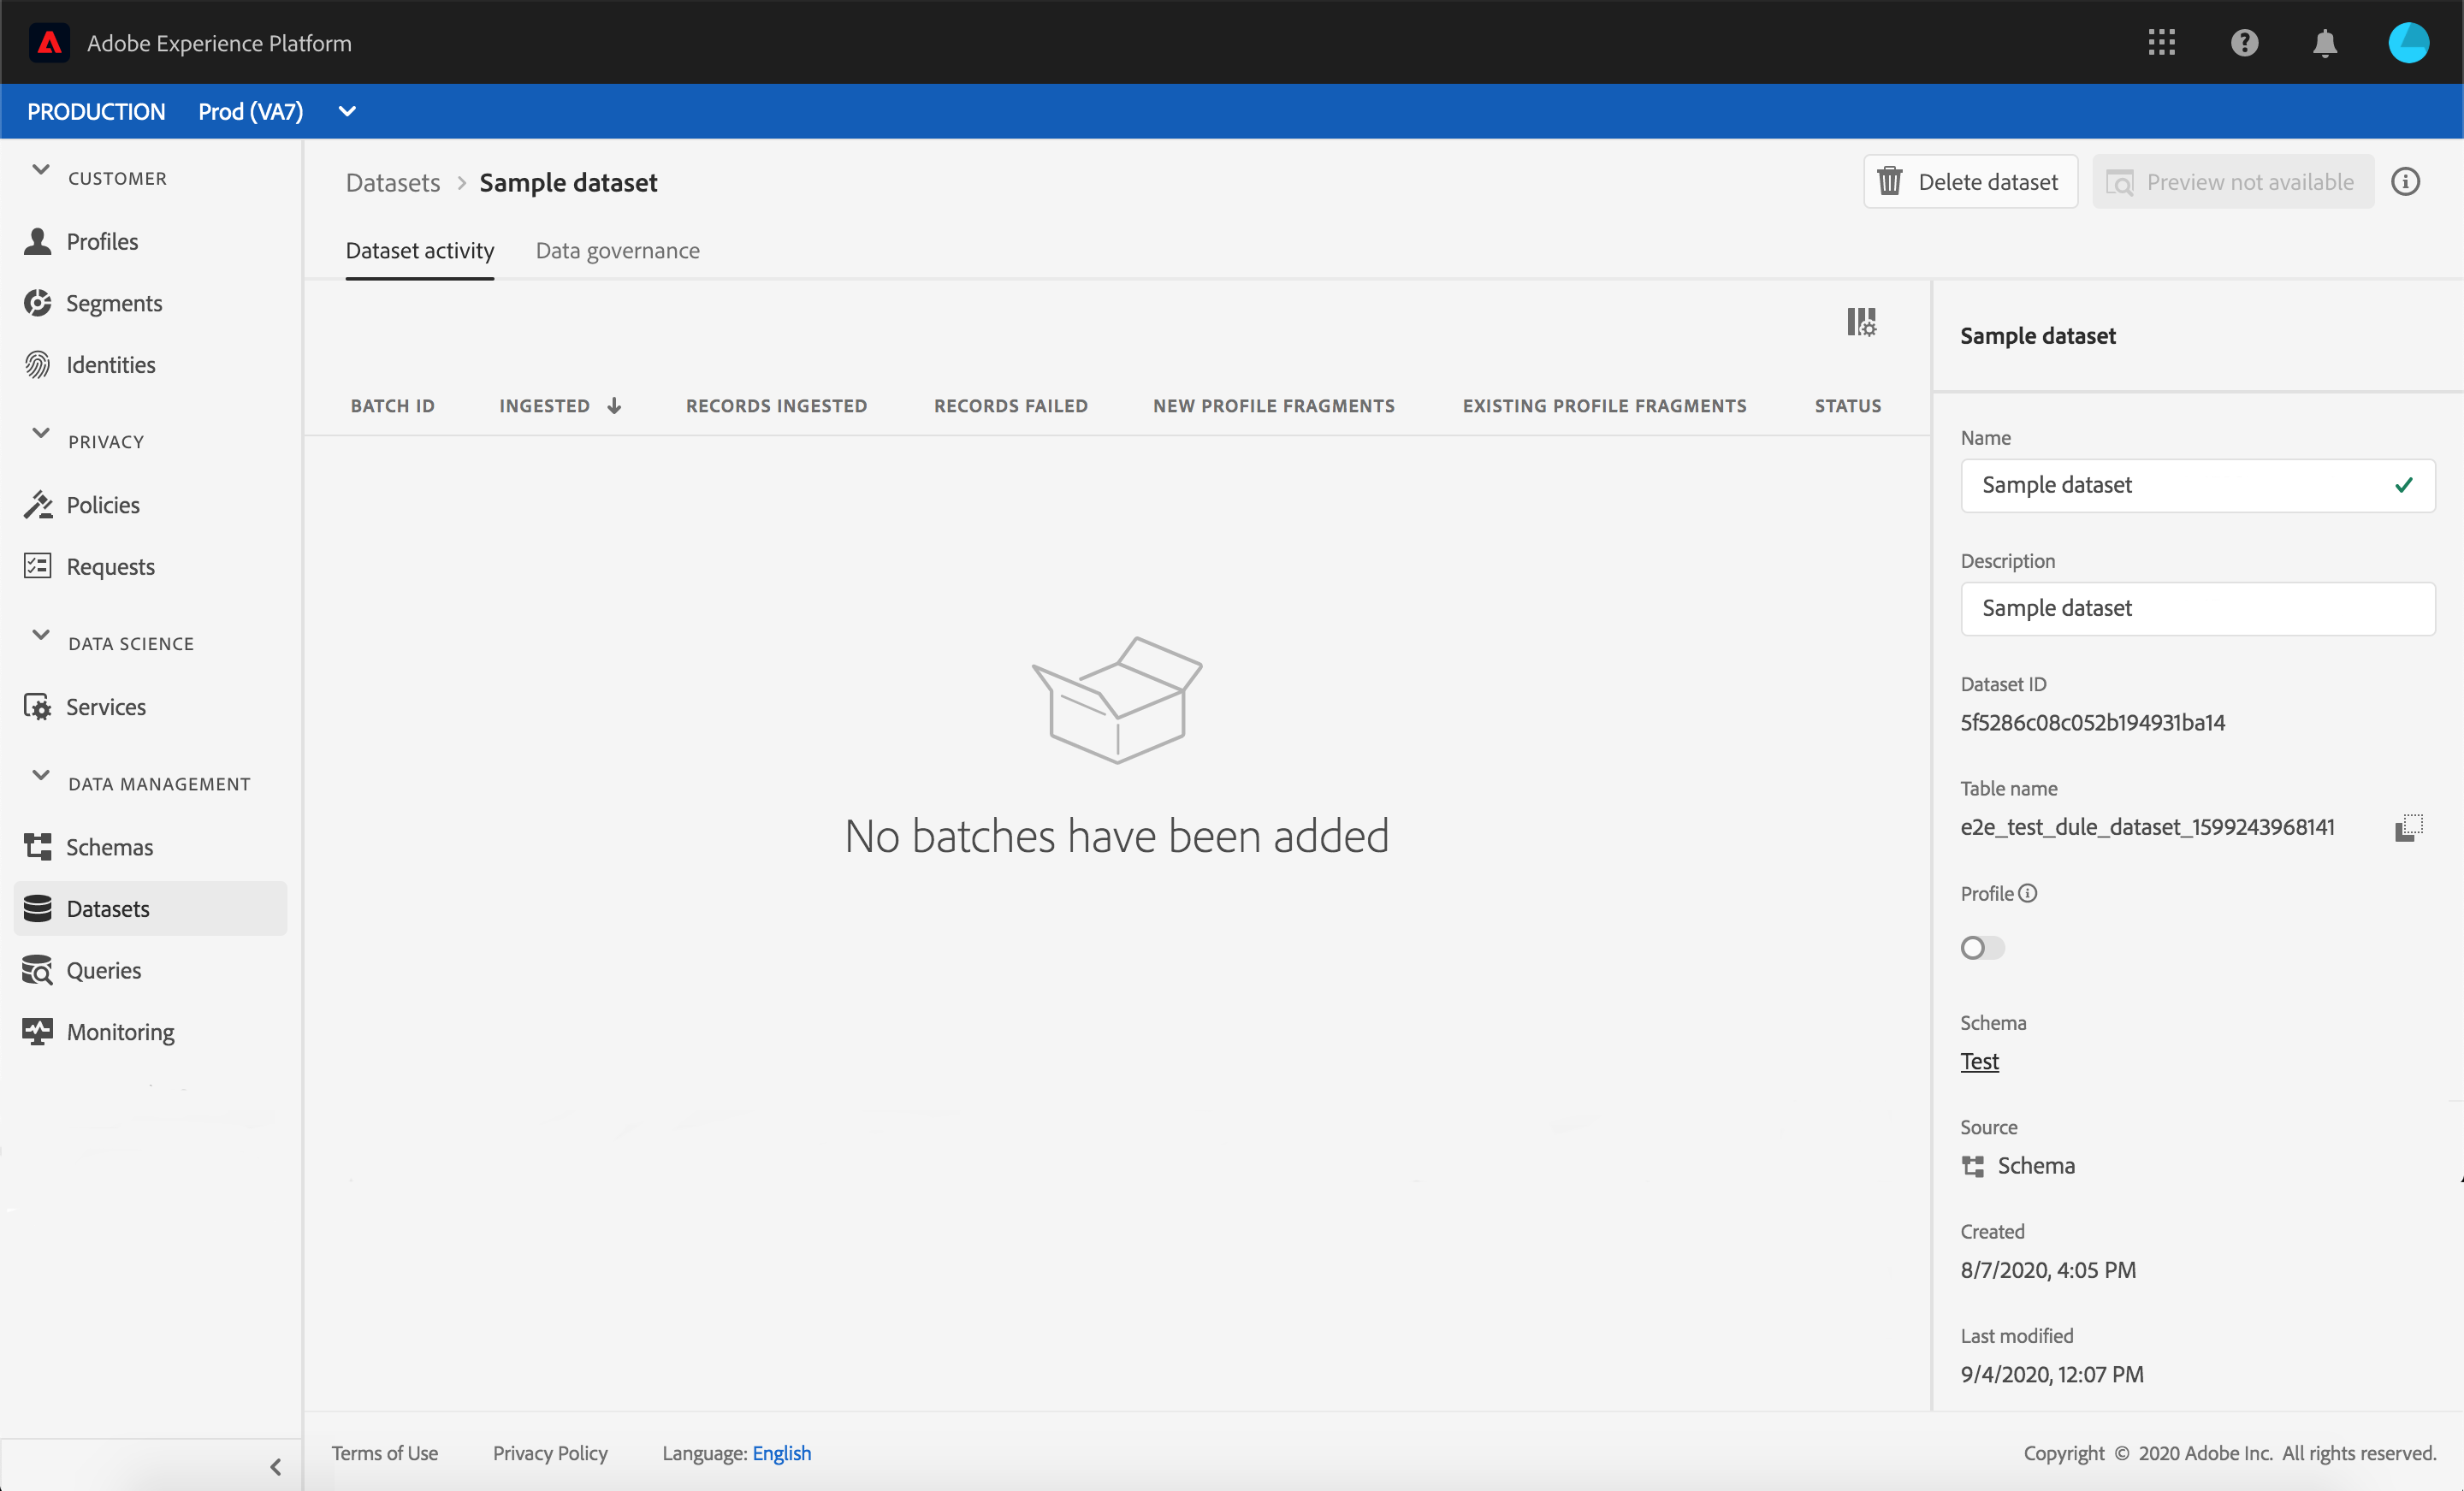 Adobe Experience Platform
PRODUCTION Prod (VA7)
CUSTOMER
Profiles
Segments
Identities
PRIVACY
Policies
Requests
DATA SCIENCE
Services
DATA MANAGEMENT
Schemas
Datasets
Queries
Monitoring
Datasets > Sample dataset
Delete dataset
Preview not available
Dataset activity
Data governance
BATCH ID INGESTED RECORDS INGESTED RECORDS FAILED NEW PROFILE FRAGMENTS EXISTING PROFILE FRAGMENTS STATUS
No batches have been added
Sample dataset
Name
Sample dataset
Description
Sample dataset
Dataset ID
5f5286c08c052b194931ba14
Table name
e2e_test_dule_dataset_1599243968141
Profile
Schema
Test
Source
Schema
Created
8/7/2020, 4:05 PM
Last modified
9/4/2020, 12:07 PM
Terms of Use Privacy Policy Language: English
Copyright © 2020 Adobe Inc. All rights reserved.